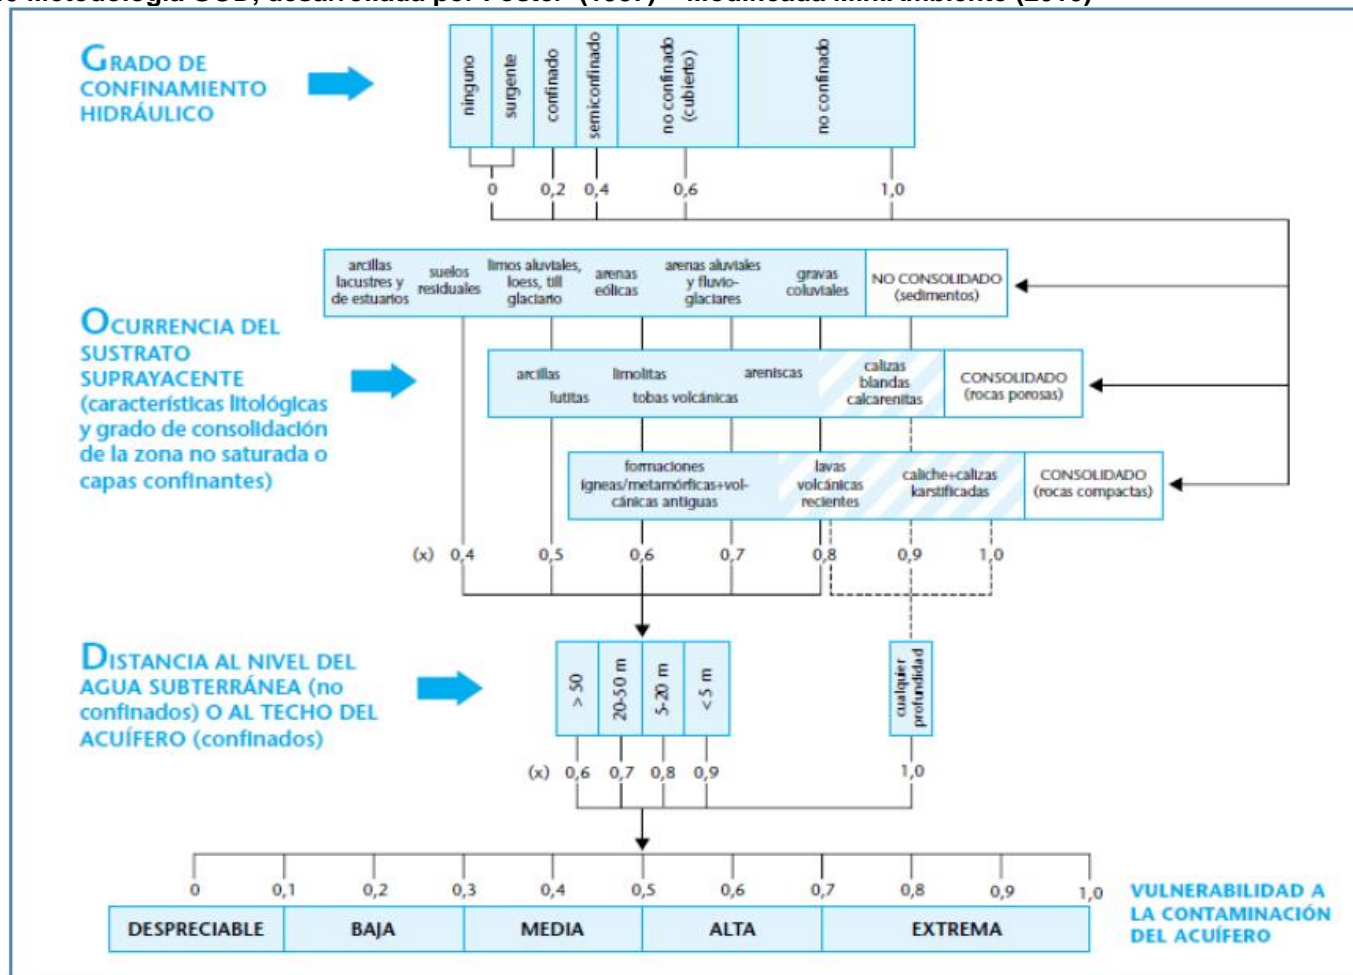 GRADO DE
CONFINAMIENTO
HIDRÁULICO
ninguno
surgente
confinado
semiconfinado
no confinado
(cubierto)
no confinado
0
0,2
0,4
0,6
1,0
OCURRENCIA DEL
SUSTRATO
SUPRAYACENTE
(características litológicas
y grado de consolidación
de la zona no saturada o
capas confinantes)
arcillas
lacustres y
de estuarios
suelos
residuales
limos aluviales,
loess, till
glaciario
arenas
eólicas
arenas aluviales
y fluvio-
glaciares
gravas
coluviales
NO CONSOLIDADO
(sedimentos)
arcillas
lutitas
limolitas
tobas volcánicas
areniscas
calizas
blandas
calcarenitas
CONSOLIDADO
(rocas porosas)
formaciones
ígneas/metamórficas+vol-
cánicas antiguas
lavas
volcánicas
recientes
caliche+calizas
karstificadas
CONSOLIDADO
(rocas compactas)
(x) 0,4 0,5 0,6 0,7 0,8 0,9 1,0
DISTANCIA AL NIVEL DEL
AGUA SUBTERRÁNEA (no
confinados) O AL TECHO DEL
ACUÍFERO (confinados)
> 50
20-50 m
5-20 m
< 5 m
cualquier
profundidad
(x) 0,6 0,7 0,8 0,9 1,0
0 0,1 0,2 0,3 0,4 0,5 0,6 0,7 0,8 0,9 1,0
DESPRECIABLE BAJA MEDIA ALTA EXTREMA
VULNERABILIDAD A
LA CONTAMINACIÓN
DEL ACUÍFERO